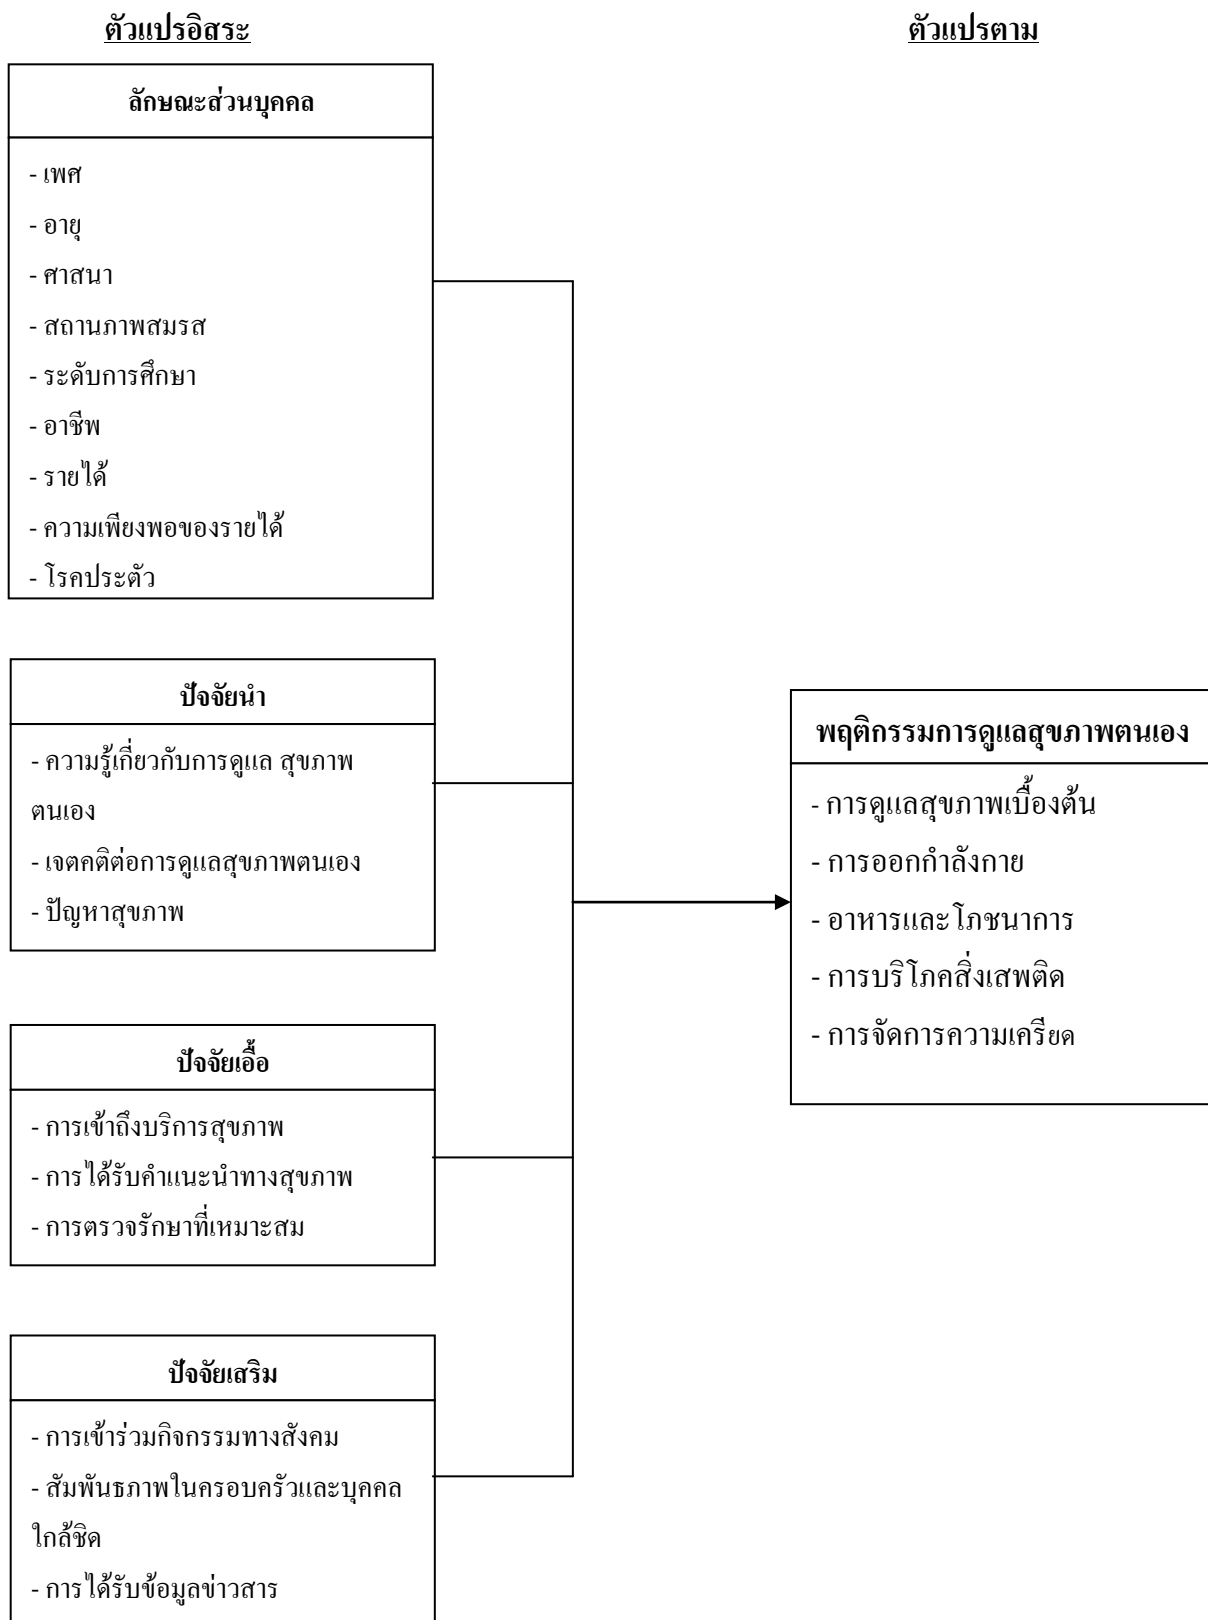 ตัวแปรอิสระ
ตัวแปรตาม
ลักษณะส่วนบุคคล
- เพศ
- อายุ
- ศาสนา
- สถานภาพสมรส
- ระดับการศึกษา
- อาชีพ
- รายได้
- ความเพียงพอของรายได้
- โรคประตัว
ปัจจัยนำ
- ความรู้เกี่ยวกับการดูแล สุขภาพ
ตนเอง
- เจตคติต่อการดูแลสุขภาพตนเอง
- ปัญหาสุขภาพ
ปัจจัยเอื้อ
- การเข้าถึงบริการสุขภาพ
- การได้รับคำแนะนำทางสุขภาพ
- การตรวจรักษาที่เหมาะสม
ปัจจัยเสริม
- การเข้าร่วมกิจกรรมทางสังคม
- สัมพันธภาพในครอบครัวและบุคคล
ใกล้ชิด
- การได้รับข้อมูลข่าวสาร
พฤติกรรมการดูแลสุขภาพตนเอง
- การดูแลสุขภาพเบื้องต้น
- การออกกำลังกาย
- อาหารและโภชนาการ
- การบริโภคสิ่งเสพติด
- การจัดการความเครียด